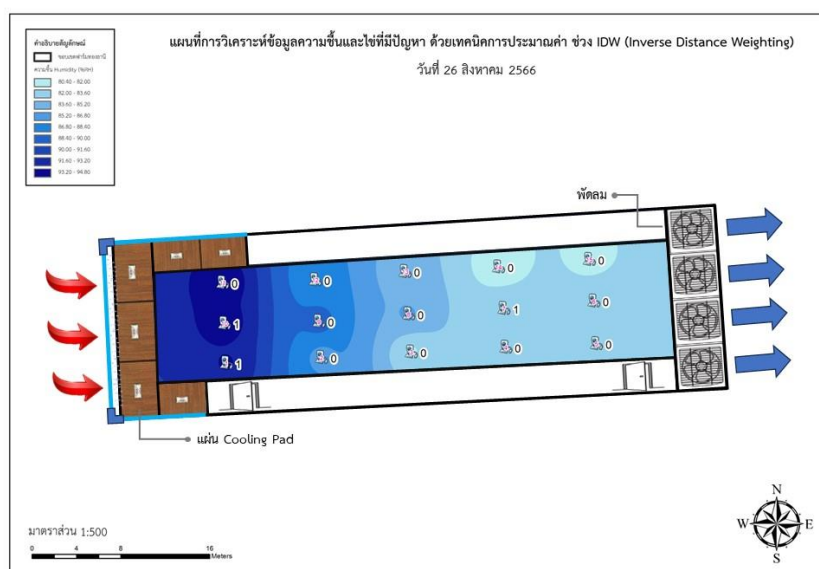 แผนที่การวิเคราะห์ข้อมูลความชื้นและไข่ที่มีปัญหา ด้วยเทคนิคการประมาณค่า ช่วง IDW (Inverse Distance Weighting)
วันที่ 26 สิงหาคม 2566
คำอธิบายสัญลักษณ์
ความชื้น Humidity (%RH)
80.40 - 82.00
82.00 - 83.60
83.60 - 85.20
85.20 - 86.80
86.80 - 88.40
88.40 - 90.00
90.00 - 91.60
91.60 - 93.20
93.20 - 94.80
พัดลม
0 0 0 0 0
1 0 0 1 0
1 0 0 0 0
แผ่น Cooling Pad
มาตราส่วน 1:500
0 4 8 16
Meters
N
W E
S